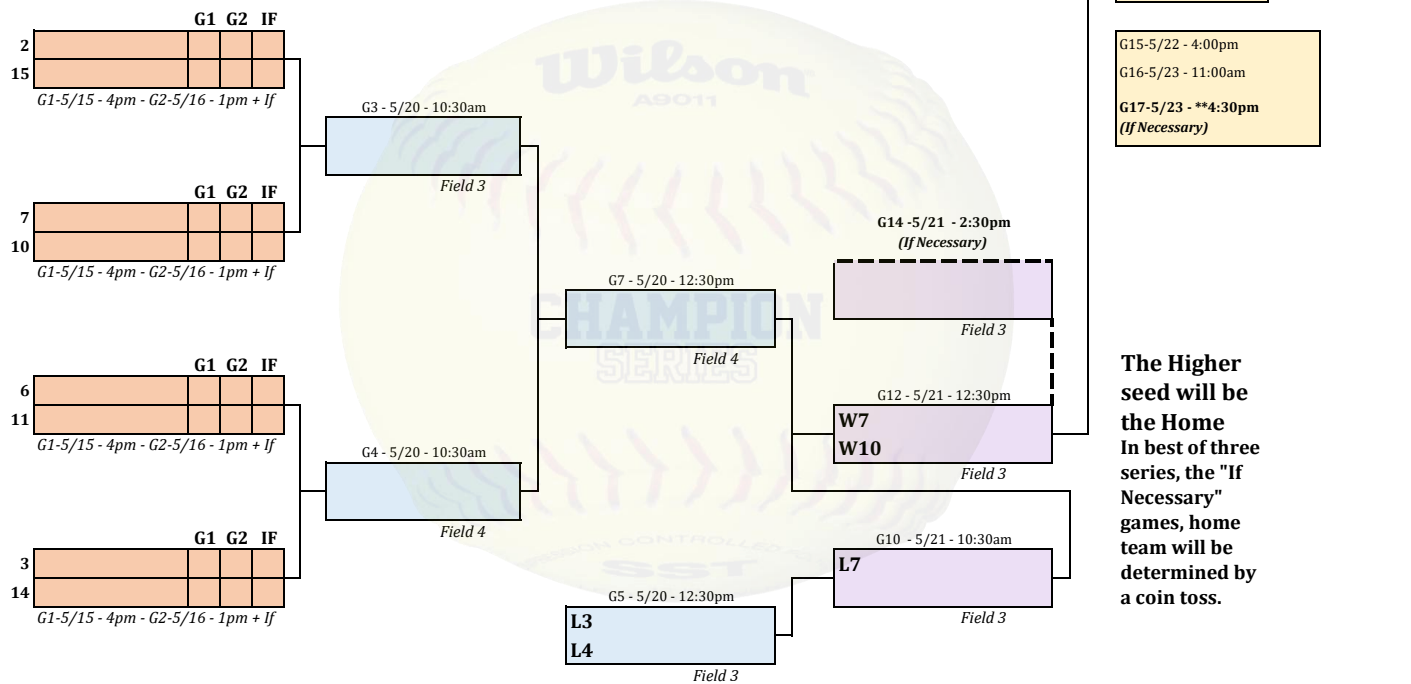 G1 G2 IF
2
15
G1-5/15 - 4pm - G2-5/16 - 1pm + If
G1 G2 IF
7
10
G1-5/15 - 4pm - G2-5/16 - 1pm + If
G1 G2 IF
6
11
G1-5/15 - 4pm - G2-5/16 - 1pm + If
G1 G2 IF
3
14
G1-5/15 - 4pm - G2-5/16 - 1pm + If
G3 - 5/20 - 10:30am
Field 3
G4 - 5/20 - 10:30am
Field 4
Wilson
A9011
G7 - 5/20 - 12:30pm
CHAMPION
SERIES
Field 4
CONTROLLED
SST
G5 - 5/20 - 12:30pm
L3
L4
Field 3
G14 -5/21 - 2:30pm
(If Necessary)
Field 3
G12 - 5/21 - 12:30pm
W7
W10
Field 3
G10 - 5/21 - 10:30am
L7
Field 3
G15-5/22 - 4:00pm
G16-5/23 - 11:00am
G17-5/23 - **4:30pm
(If Necessary)
The Higher
seed will be
the Home
In best of three
series, the "If
Necessary"
games, home
team will be
determined by
a coin toss.